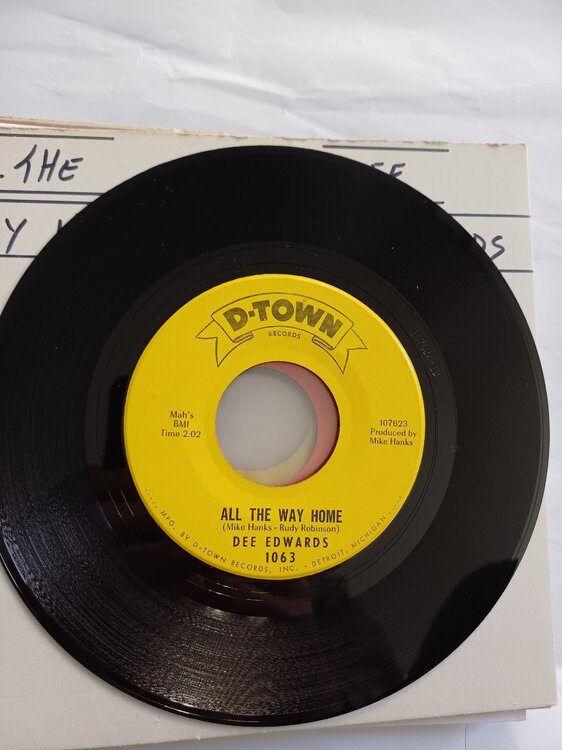 THE
Y
DS
D-TOWN
RECORDS
Mah's
BMI
Time 2:02
107623
Produced by
Mike Hanks
ALL THE WAY HOME
(Mike Hanks - Rudy Robinson)
DEE EDWARDS
1063
..... MFG. BY D-TOWN RECORDS, INC. - DETROIT, MICHIGAN .....